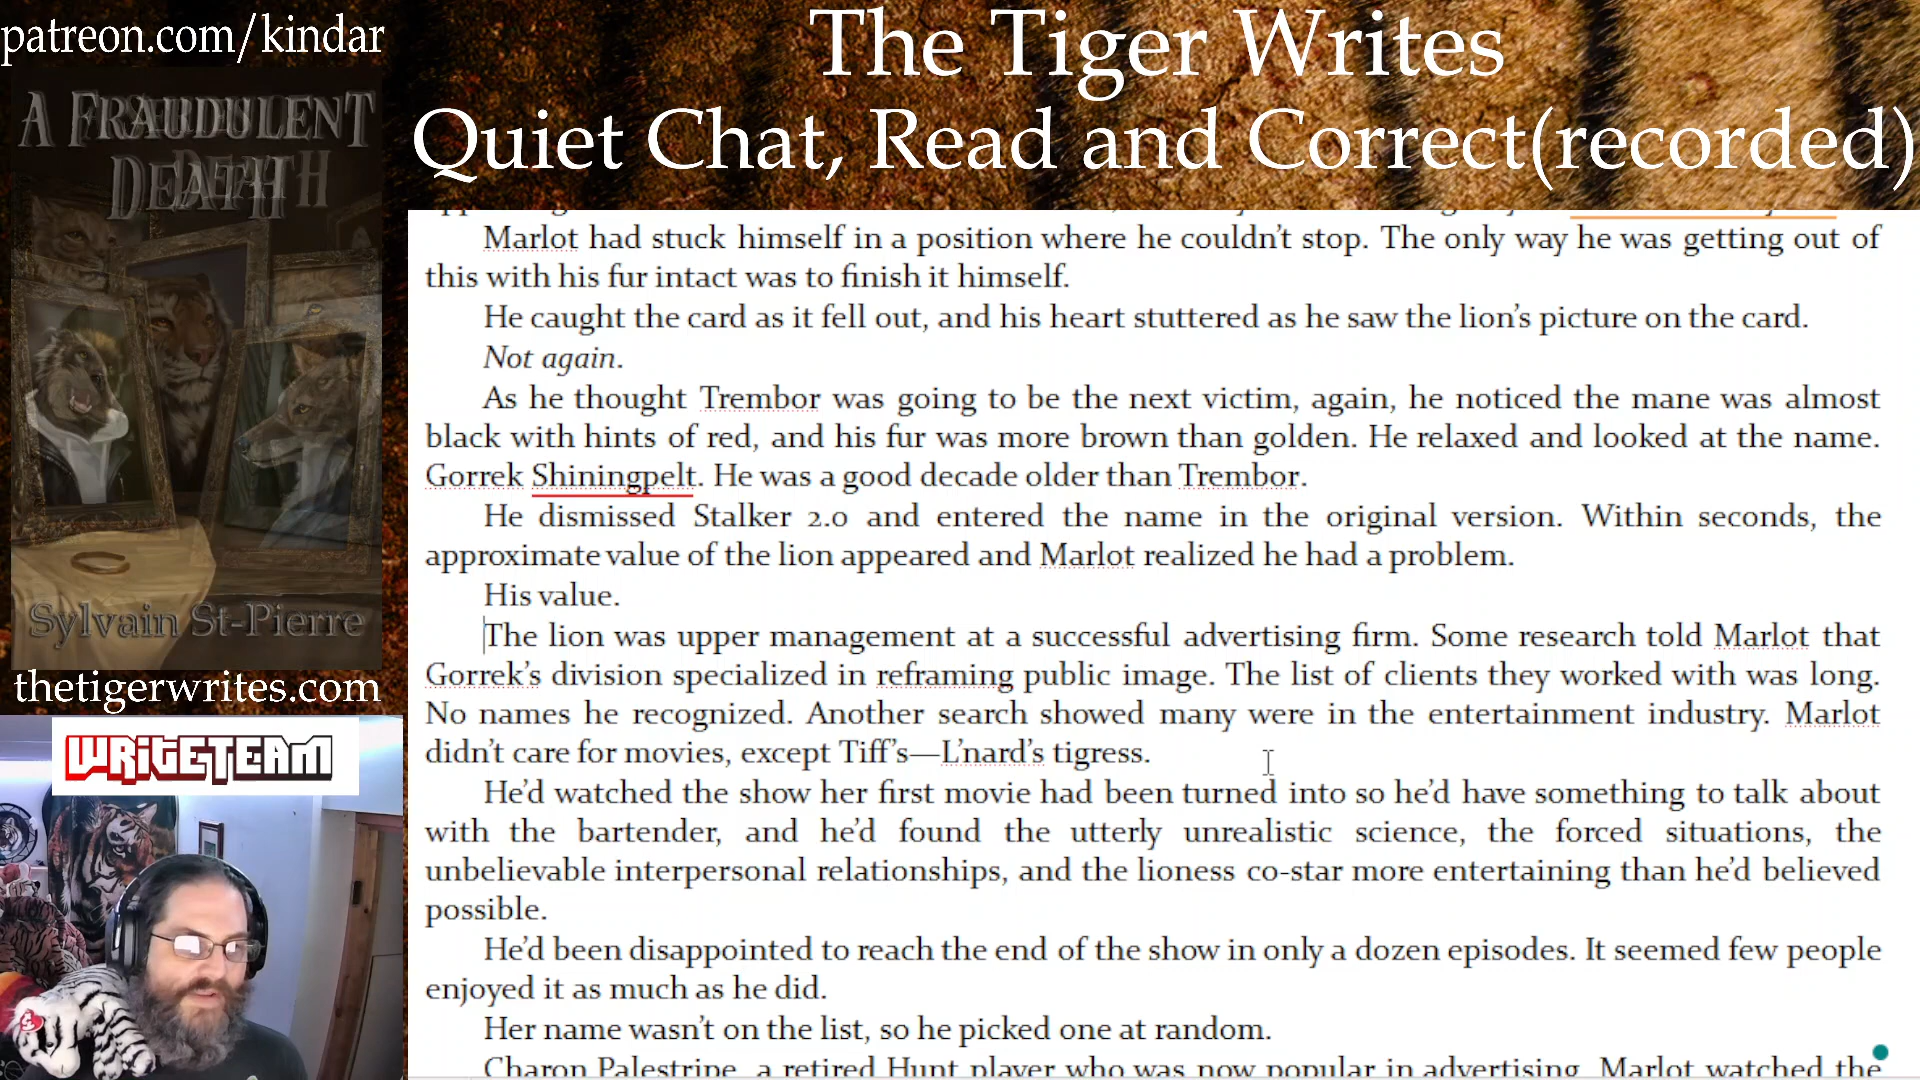 patreon.com/kindar
The Tiger Writes
Quiet Chat, Read and Correct(recorded)
A FRAUDULENT
DEATH
Sylvain St-Pierre
thetigerwrites.com
WRITETEAM
Marlot had stuck himself in a position where he couldn't stop. The only way he was getting out of
this with his fur intact was to finish it himself.
He caught the card as it fell out, and his heart stuttered as he saw the lion's picture on the card.
Not again.
As he thought Trembor was going to be the next victim, again, he noticed the mane was almost
black with hints of red, and his fur was more brown than golden. He relaxed and looked at the name.
Gorrek Shiningpelt. He was a good decade older than Trembor.
He dismissed Stalker 2.0 and entered the name in the original version. Within seconds, the
approximate value of the lion appeared and Marlot realized he had a problem.
His value.
The lion was upper management at a successful advertising firm. Some research told Marlot that
Gorrek's division specialized in reframing public image. The list of clients they worked with was long.
No names he recognized. Another search showed many were in the entertainment industry. Marlot
didn't care for movies, except Tiff's—L'nard's tigress.
He'd watched the show her first movie had been turned into so he'd have something to talk about
with the bartender, and he'd found the utterly unrealistic science, the forced situations, the
unbelievable interpersonal relationships, and the lioness co-star more entertaining than he'd believed
possible.
He'd been disappointed to reach the end of the show in only a dozen episodes. It seemed few people
enjoyed it as much as he did.
Her name wasn't on the list, so he picked one at random.
Charon Palestripe, a retired Hunt player who was now popular in advertising. Marlot watched the